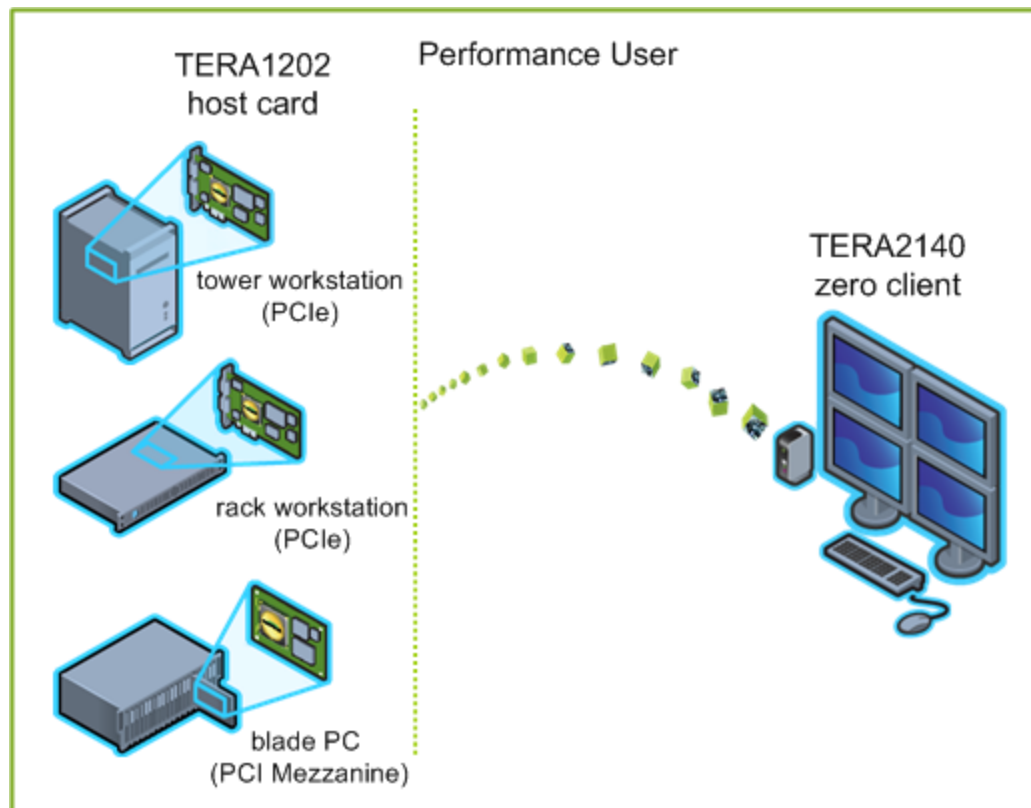 TERA1202
host card
Performance User
tower workstation
(PCIe)
TERA2140
zero client
rack workstation
(PCIe)
blade PC
(PCI Mezzanine)